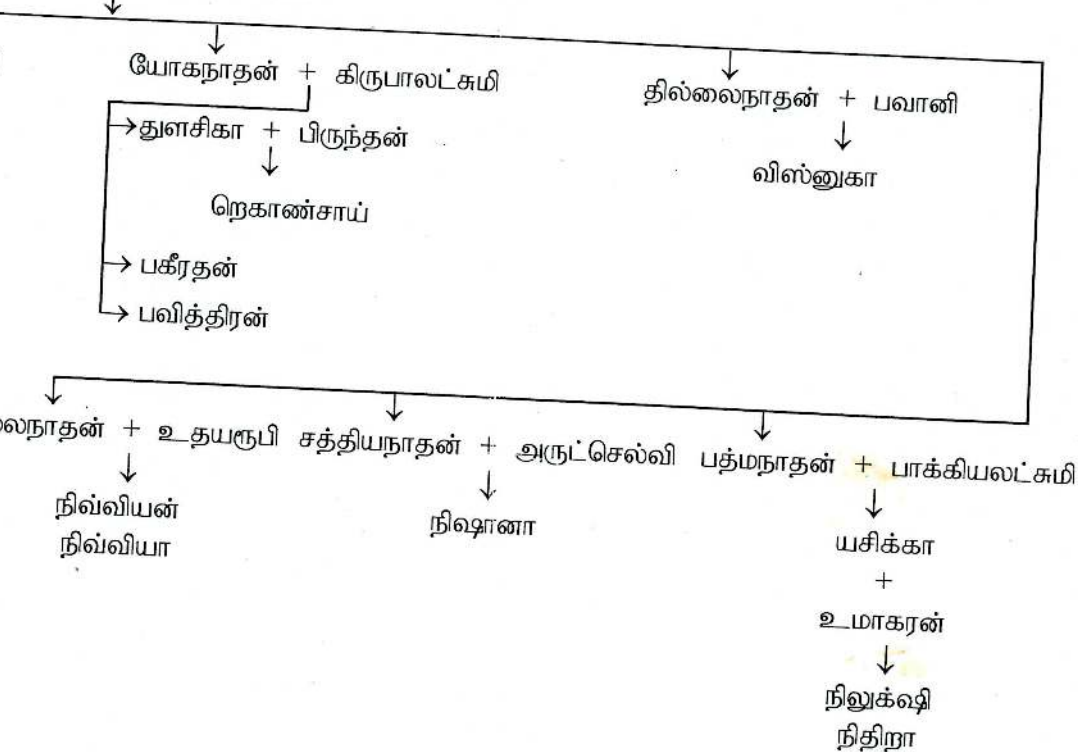 யோகநாதன் + கிருபாலட்சுமி
தில்லைநாதன் + பவானி
துளசிகா + பிருந்தன்
விஸ்னுகா
றெகாண்சாய்
பகீரதன்
பவித்திரன்
லைநாதன் + உதயரூபி சத்தியநாதன் + அருட்செல்வி பத்மநாதன் + பாக்கியலட்சுமி
நிவ்வியன்
நிவ்வியா
நிஷானா
யசிக்கா
+
உமாகரன்
நிலுக்ஷி
நிதிறா